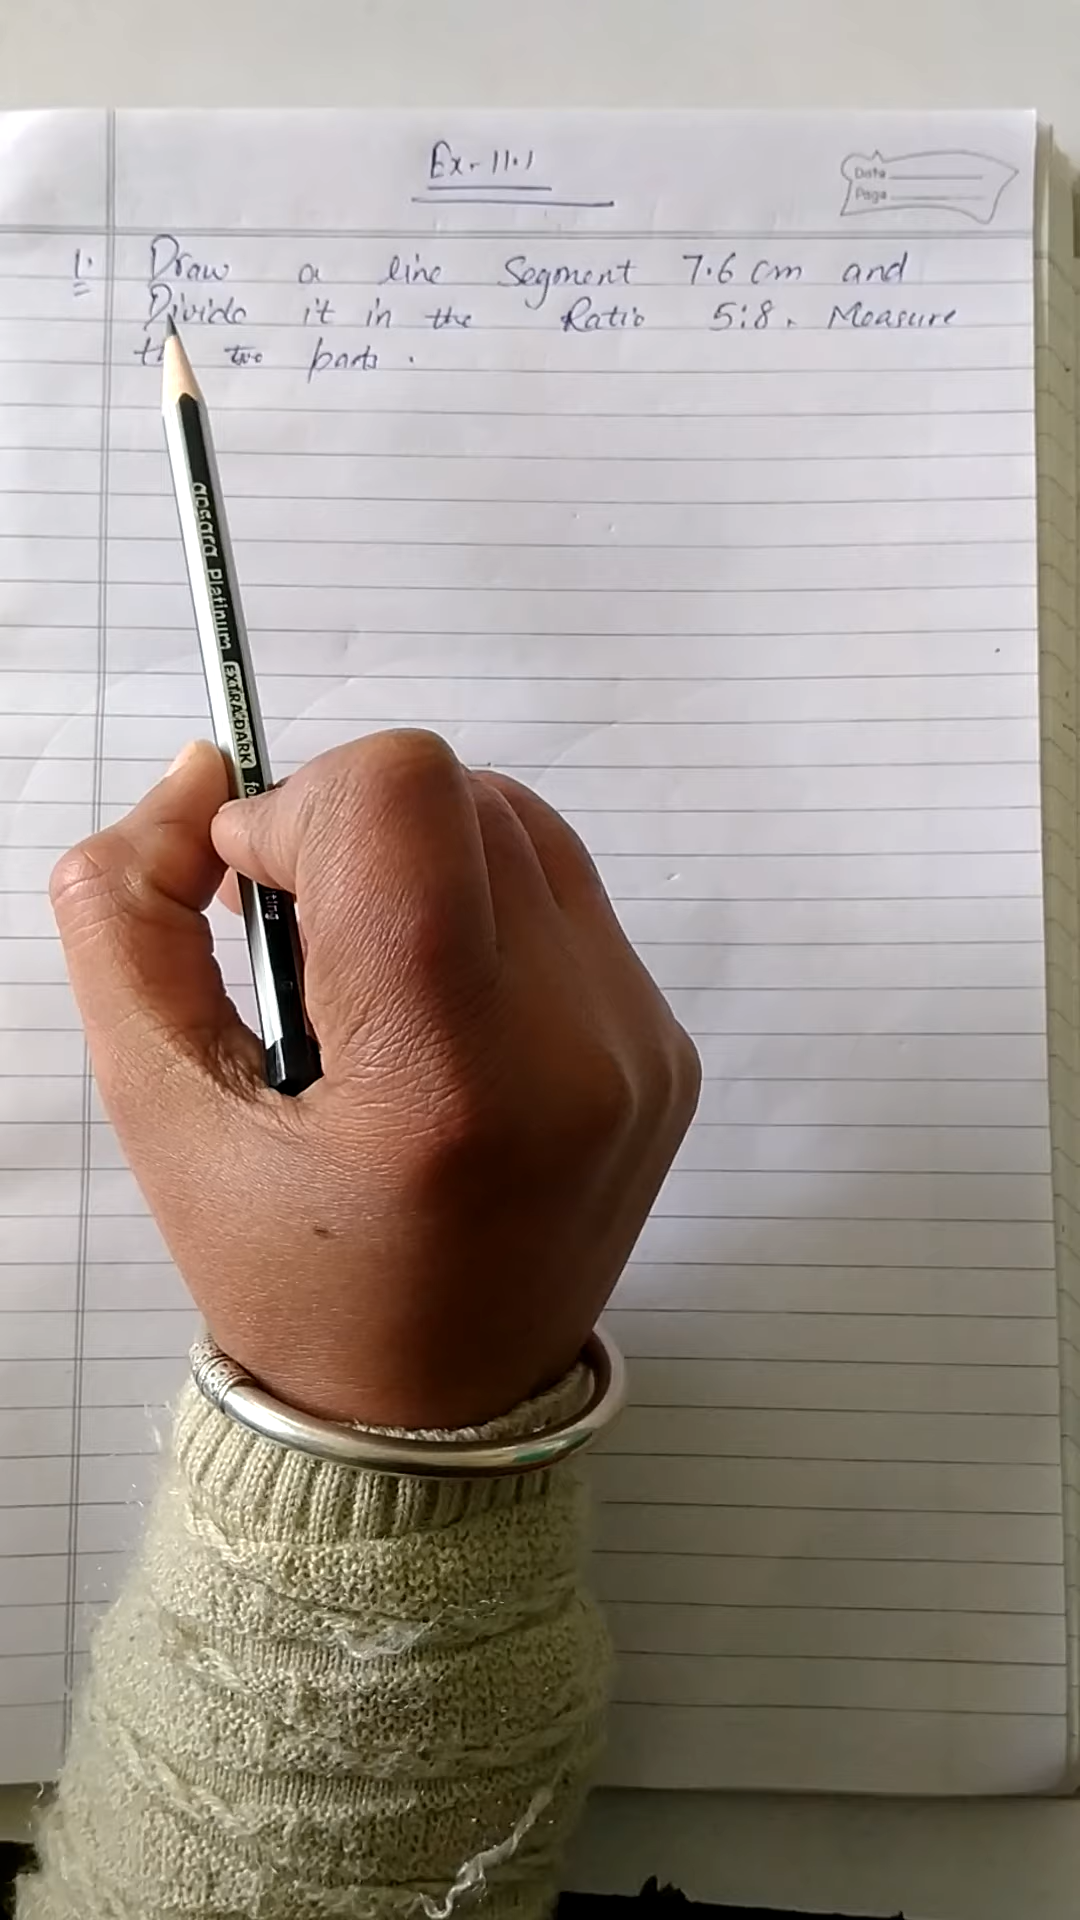 Ex-11.1
Date
Page
1. Draw a line Segment 7.6 cm and
Divide it in the Ratio 5:8. Measure
two parts.
apsara Platinum EXTRA DARK